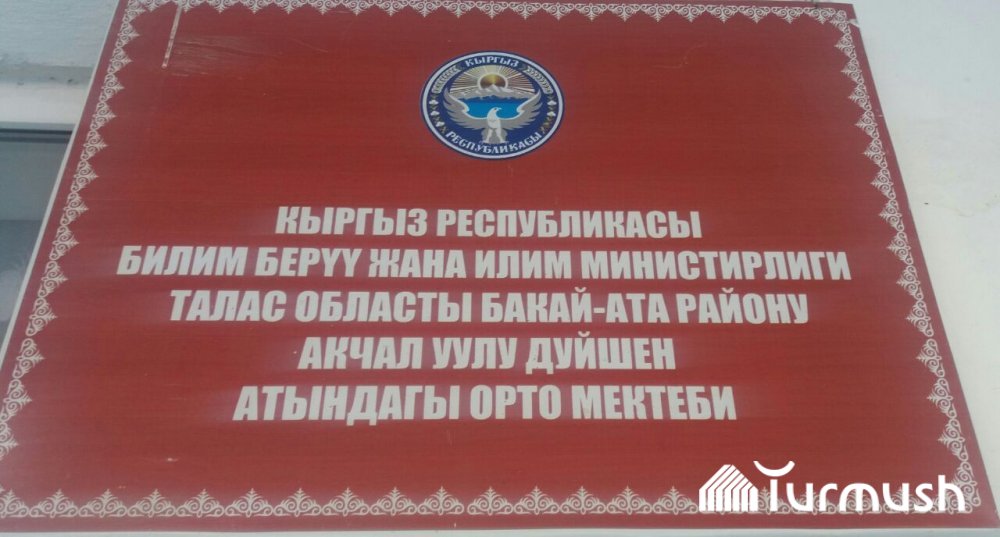 КЫРГЫЗ
РЕСПУБЛИКАСЫ
КЫРГЫЗ РЕСПУБЛИКАСЫ
БИЛИМ БЕРҮҮ ЖАНА ИЛИМ МИНИСТИРЛИГИ
ТАЛАС ОБЛАСТЫ БАКАЙ-АТА РАЙОНУ
АКЧАЛ УУЛУ ДУЙШЕН
АТЫНДАГЫ ОРТО МЕКТЕБИ
Turmush